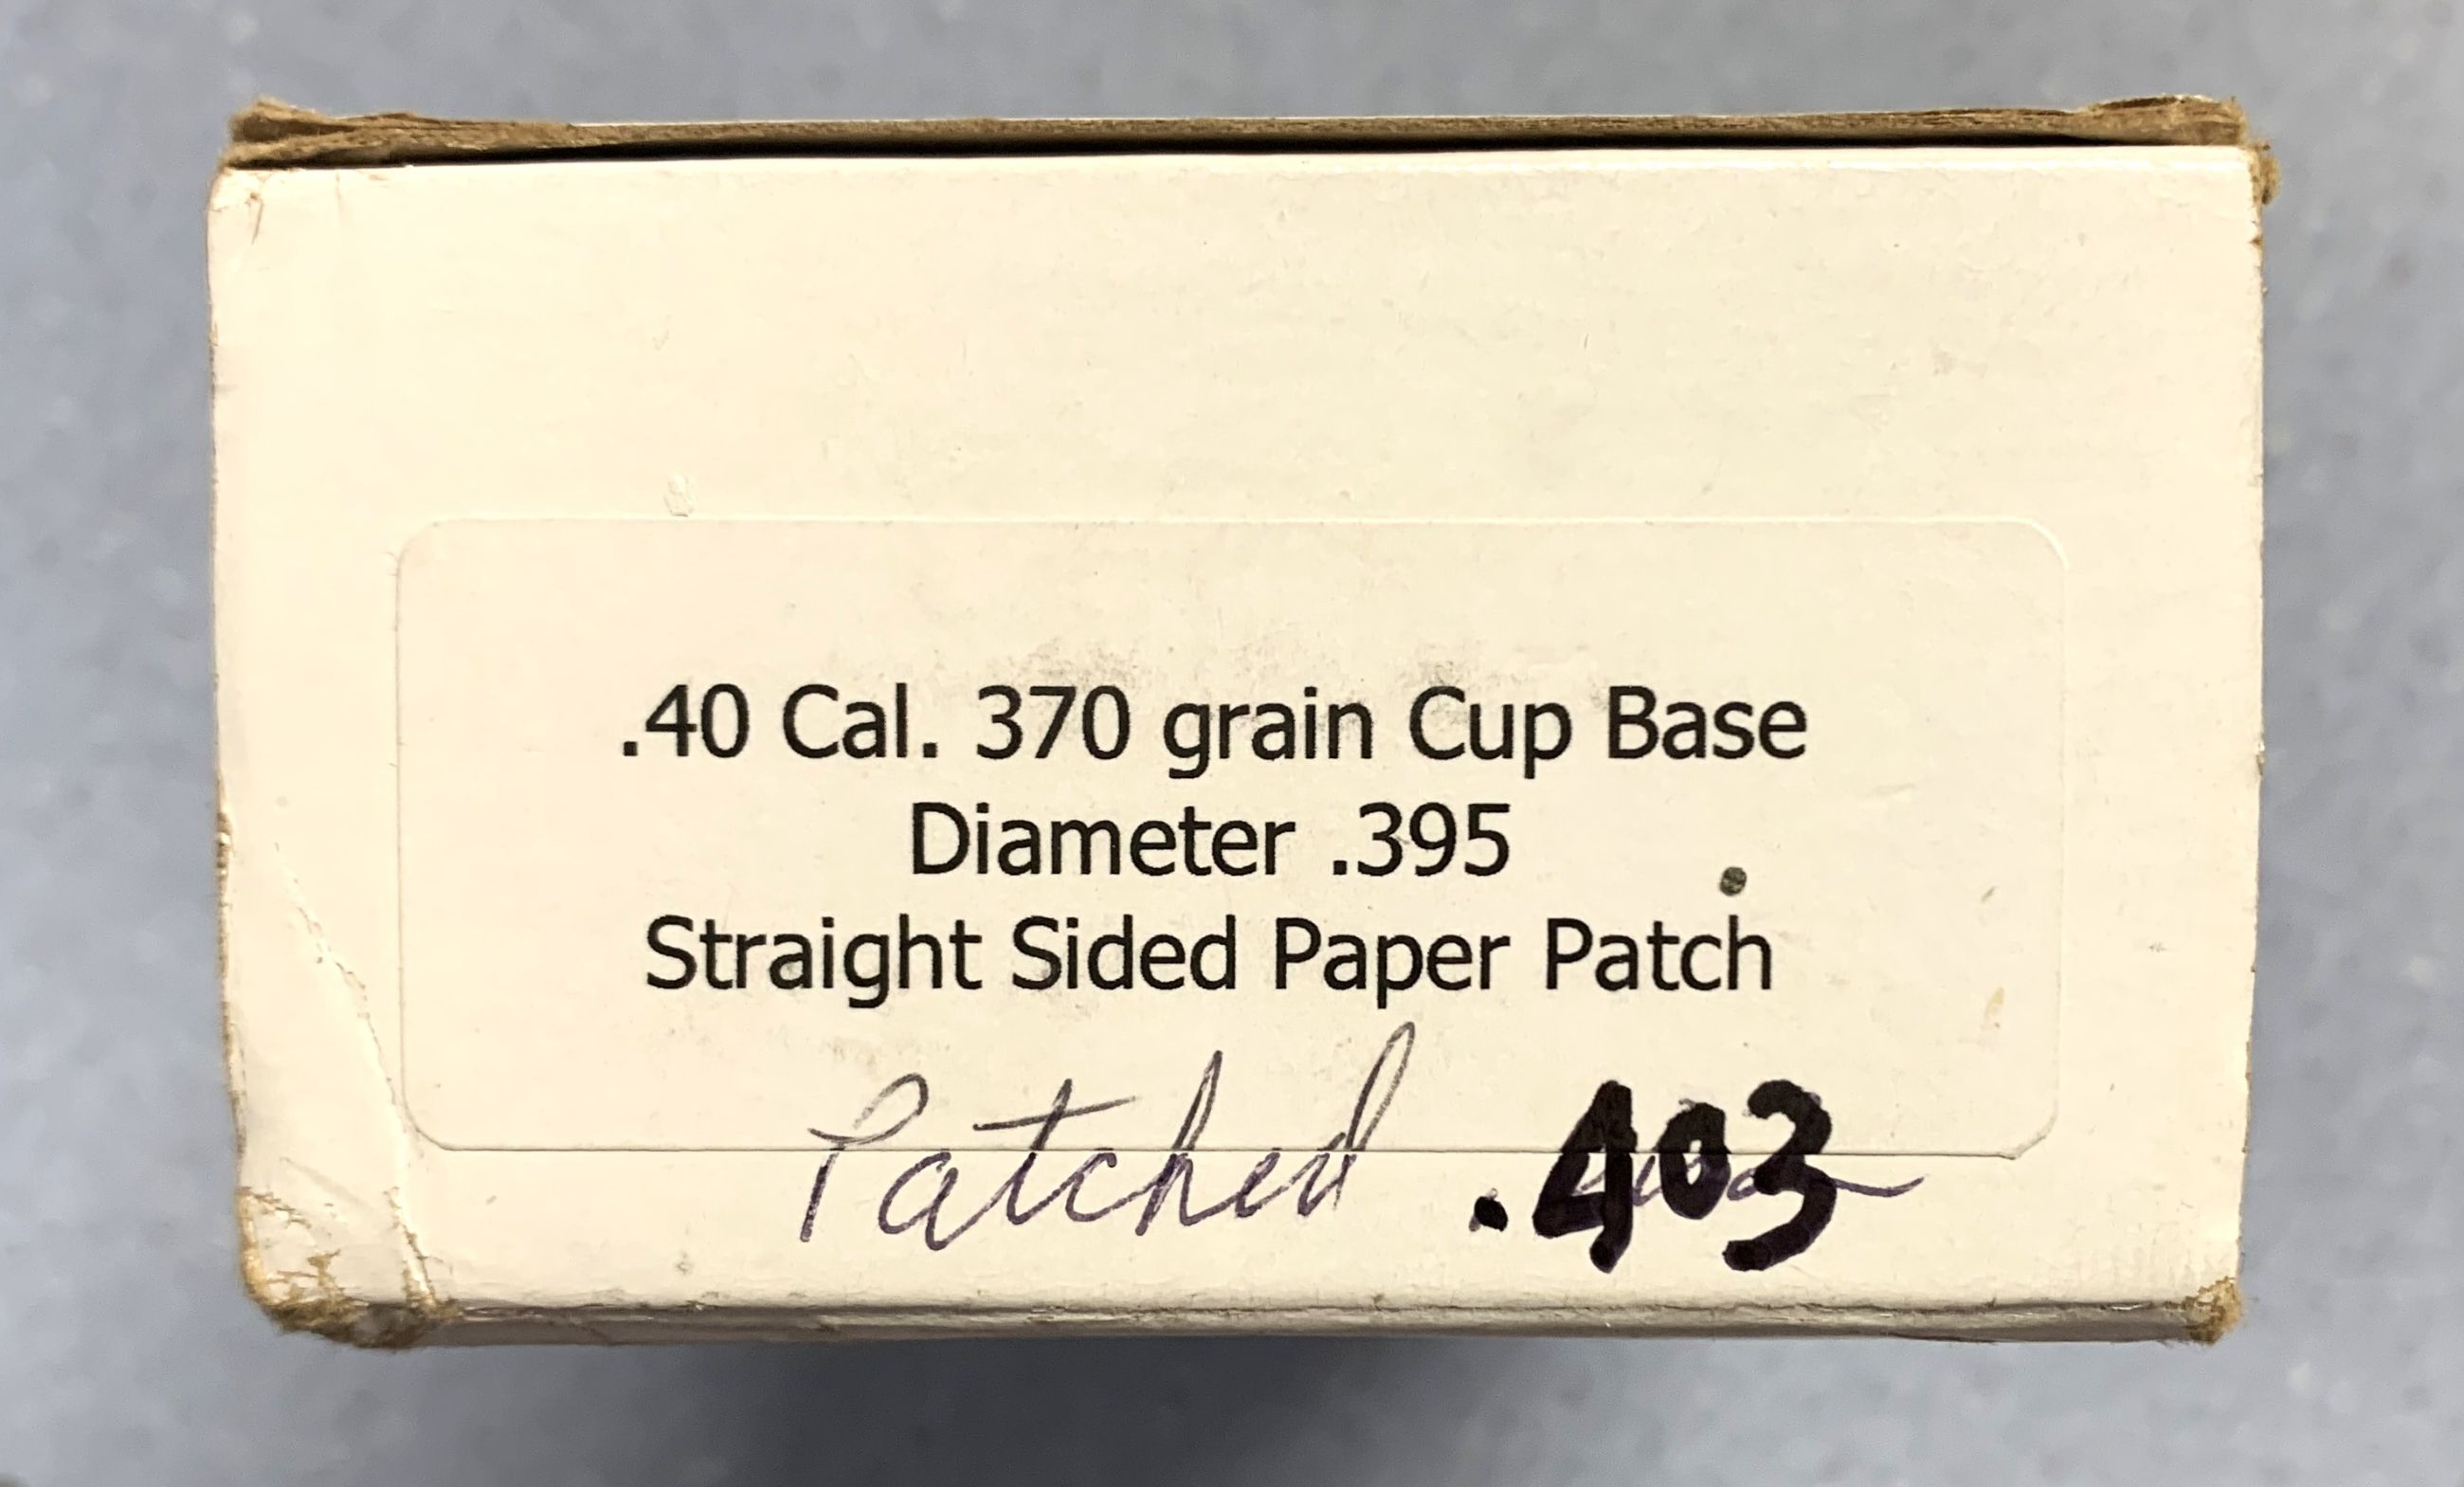 .40 Cal. 370 grain Cup Base
Diameter .395
Straight Sided Paper Patch
Patched .403